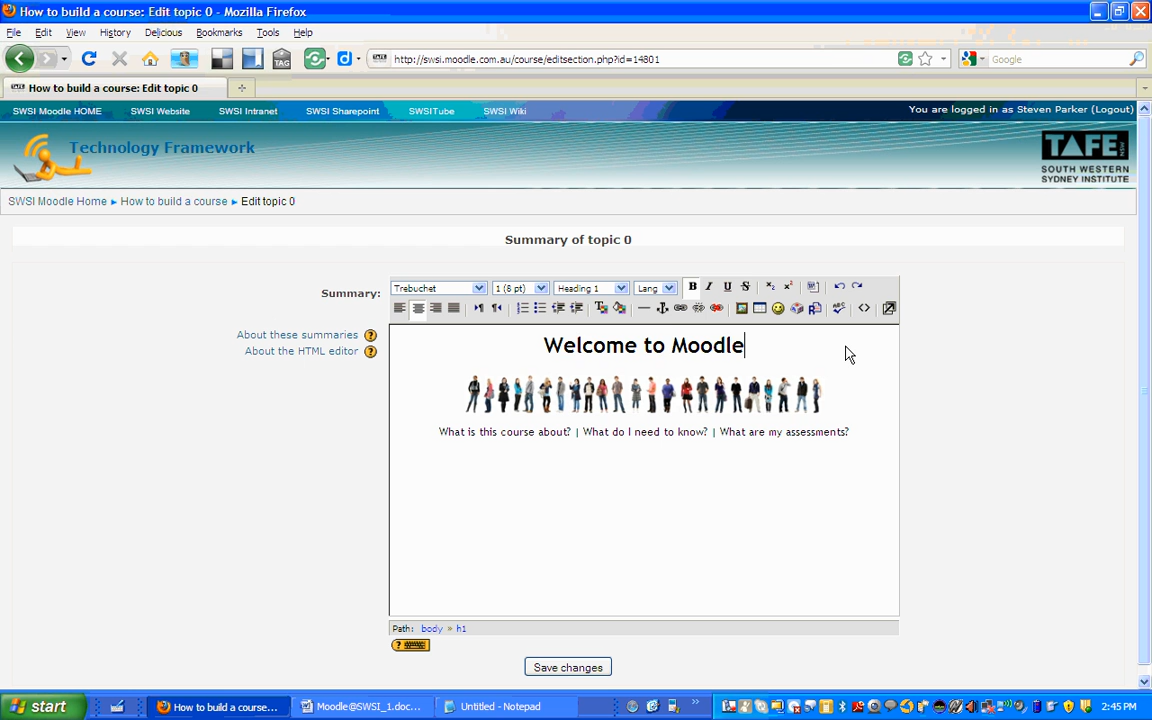 How to build a course: Edit topic 0 - Mozilla Firefox
File Edit View History Delicious Bookmarks Tools Help
TAG http://swsi.moodle.com.au/course/editsection.php?id=14801 Google
How to build a course: Edit topic 0
SWSI Moodle HOME SWSI Website SWSI Intranet SWSI Sharepoint SWSITube SWSI Wiki You are logged in as Steven Parker (Logout)
Technology Framework
TAFE NSW
SOUTH WESTERN
SYDNEY INSTITUTE
SWSI Moodle Home ► How to build a course ► Edit topic 0
Summary of topic 0
Summary:
Trebuchet 1 (8 pt) Heading 1 Lang B I U S
About these summaries
About the HTML editor
Welcome to Moodle
What is this course about? | What do I need to know? | What are my assessments?
Path: body » h1
Save changes
start How to build a course... Moodle@SWSI_1.doc... Untitled - Notepad 2:45 PM